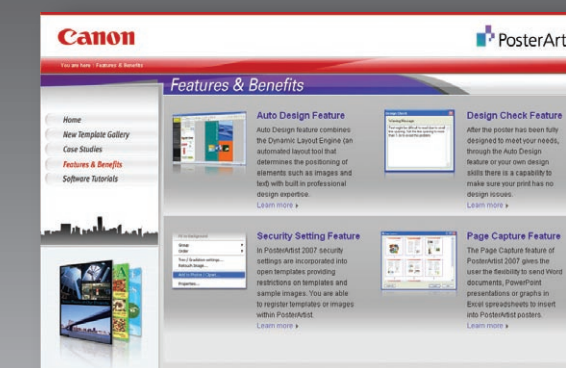 Canon
PosterArt
You are here : Features & Benefits
Features & Benefits
Home
New Template Gallery
Case Studies
Features & Benefits
Software Tutorials
Auto Design Feature
Auto Design feature combines
the Dynamic Layout Engine (an
automated layout tool that
determines the positioning of
elements such as images and
text) with built in professional
design expertise.
Learn more
Design Check Feature
After the poster has been fully
designed to meet your needs,
through the Auto Design
feature or your own design
skills there is a capability to
make sure your print has no
design issues.
Learn more
Security Setting Feature
In PosterArtist 2007 security
settings are incorporated into
open templates providing
restrictions on templates and
sample images. You are able
to register templates or images
within PosterArtist.
Learn more
Page Capture Feature
The Page Capture feature of
PosterArtist 2007 gives the
user the flexibility to send Word
documents, PowerPoint
presentations or graphs in
Excel spreadsheets to insert
into PosterArtist posters.
Learn more